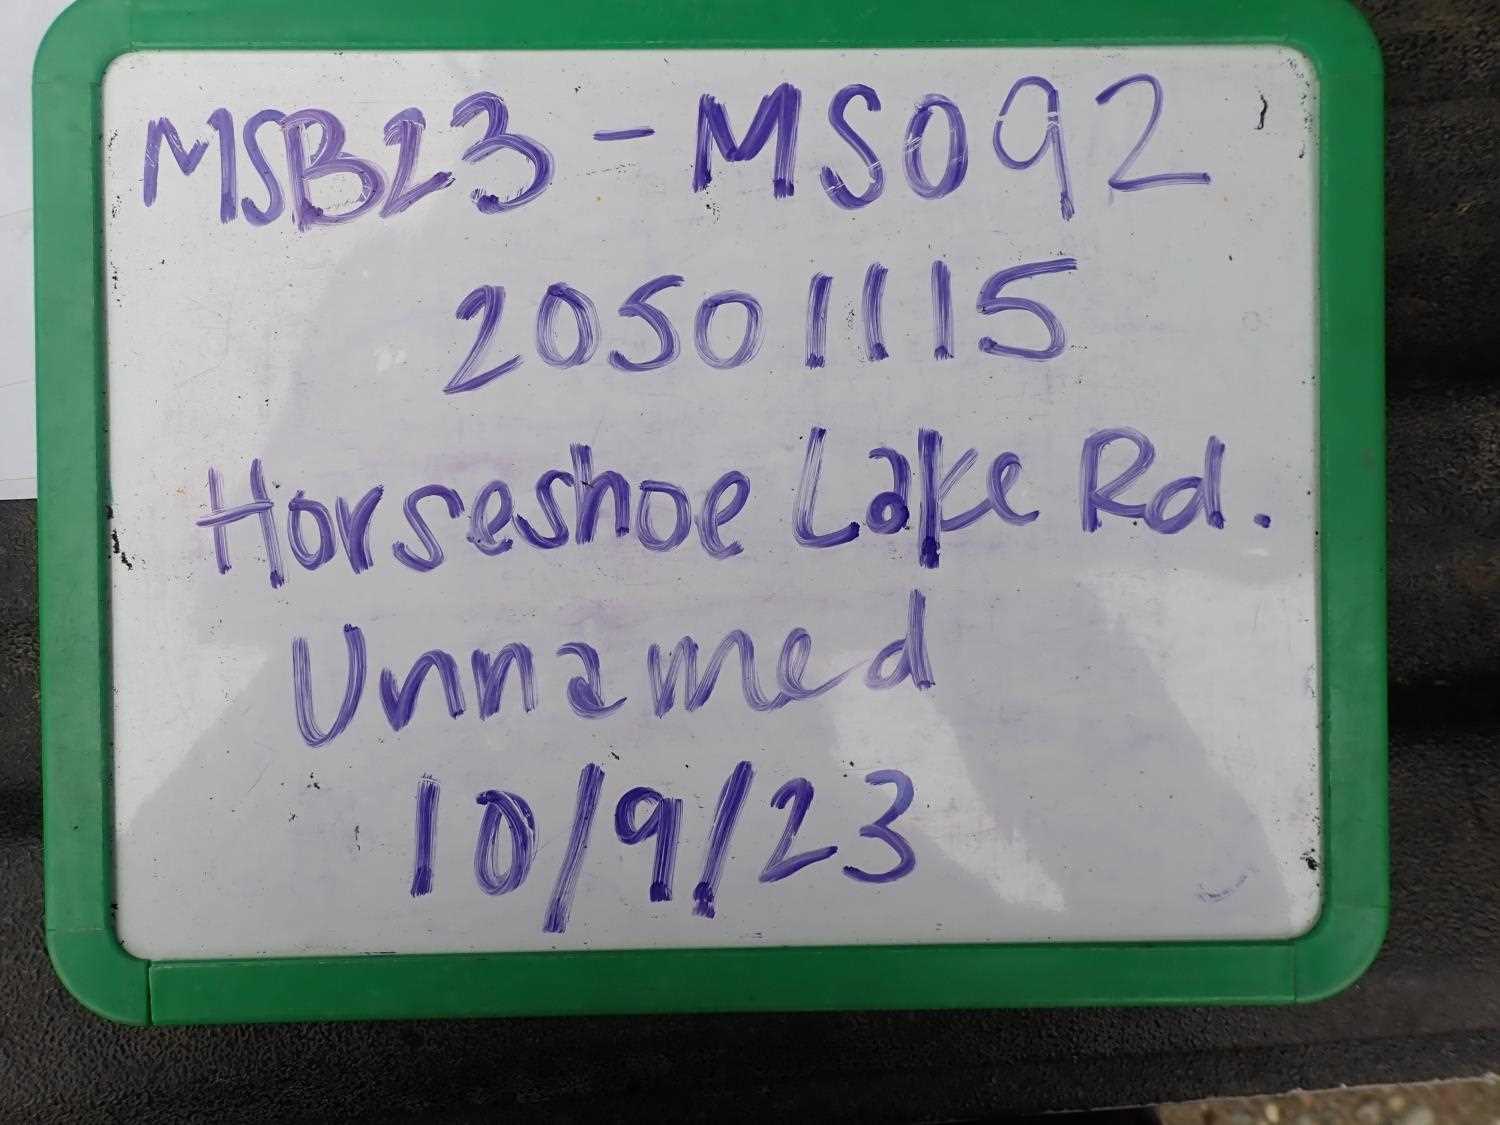 MSB23-MS092
20501115
Horseshoe Lake Rd.
Unnamed
10/9/23